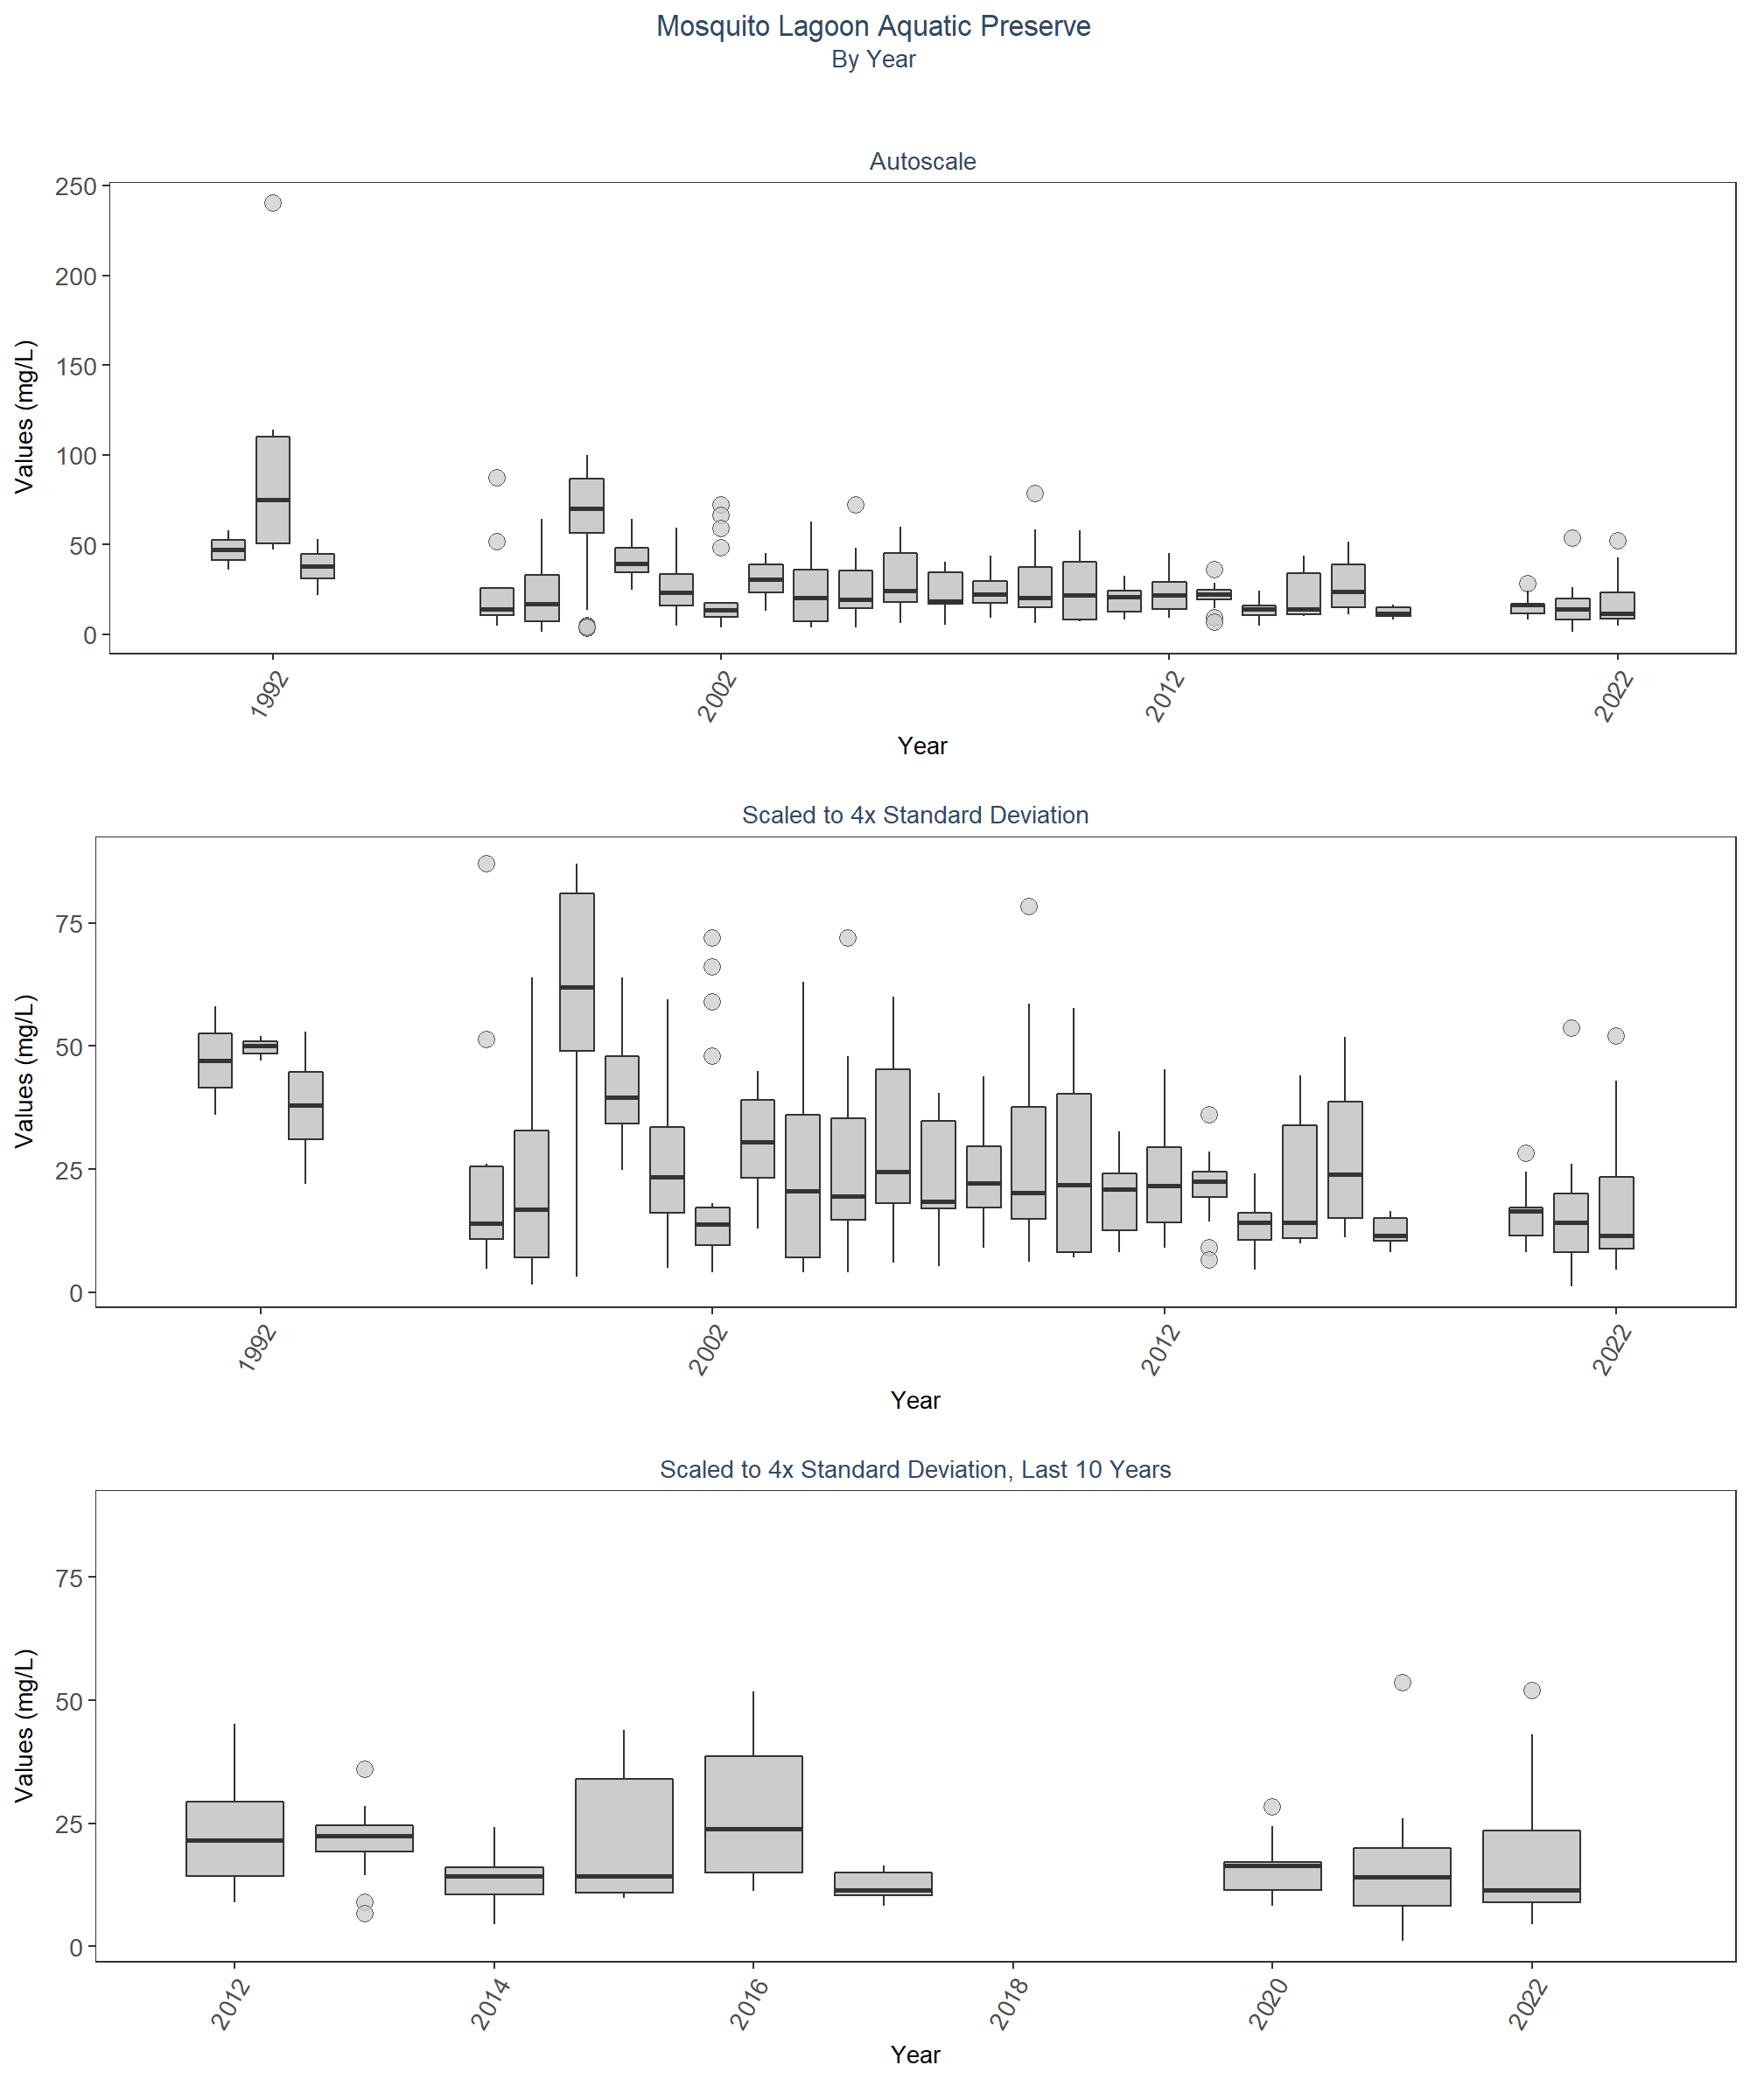 Mosquito Lagoon Aquatic Preserve
By Year
Autoscale
Values (mg/L)
250
200
150
100
50
0
1992
2002
2012
2022
Year
Scaled to 4x Standard Deviation
Values (mg/L)
75
50
25
0
1992
2002
2012
2022
Year
Scaled to 4x Standard Deviation, Last 10 Years
Values (mg/L)
75
50
25
0
2012
2014
2016
2018
2020
2022
Year